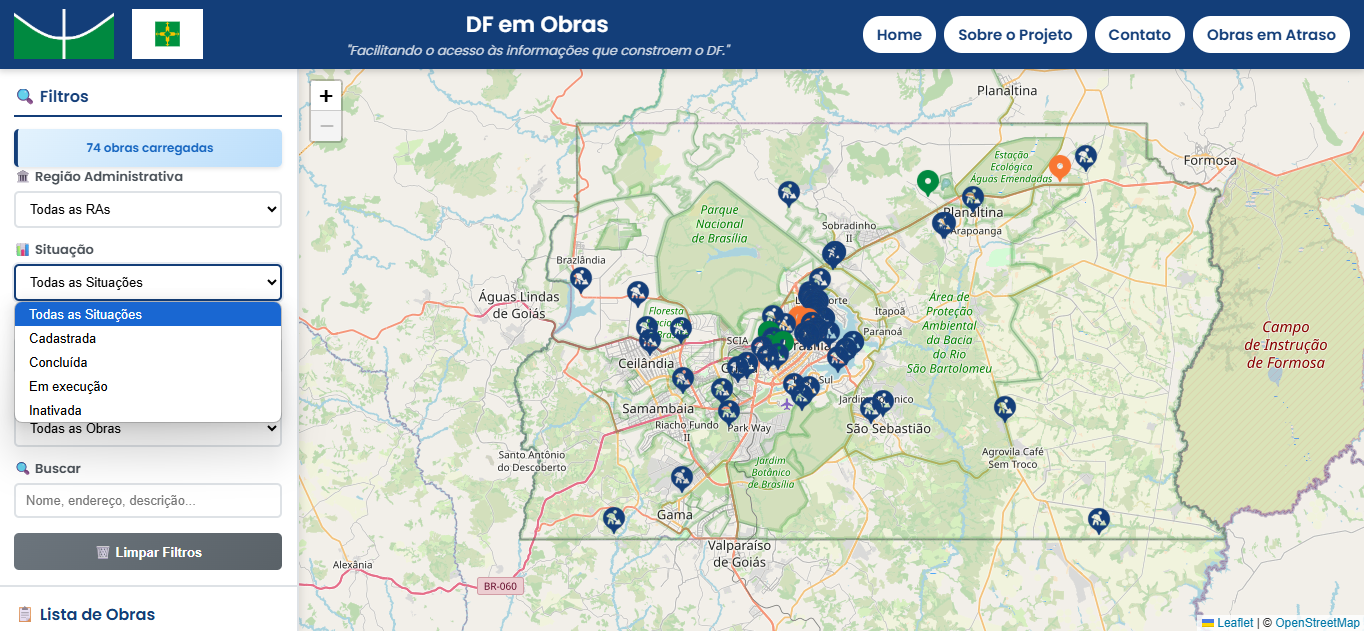 DF em Obras
"Facilitando o acesso às informações que constroem o DF."
Home
Sobre o Projeto
Contato
Obras em Atraso
Filtros
74 obras carregadas
Região Administrativa
Todas as RAs
Situação
Todas as Situações
Todas as Situações
Cadastrada
Concluída
Em execução
Inativada
Todas as Obras
Buscar
Nome, endereço, descrição...
Limpar Filtros
Lista de Obras
+
−
Planaltina
Formosa
Estação
Ecológica
Águas Emendadas
Planaltina
Arapoanga
Parque
Nacional
de Brasília
Sobradinho
II
Brazlândia
Águas Lindas
de Goiás
Floresta
Itapoã
Paranoá
Área de
Proteção
Ambiental
da Bacia
do Rio
São Bartolomeu
Campo
de Instrução
de Formosa
SCIA
Ceilândia
Sul
Samambaia
Riacho Fundo
II
Park Way
São Sebastião
Santo Antônio
do Descoberto
Agrovila Café
Sem Troco
Jardim
Botânico
de Brasília
Gama
Valparaíso
de Goiás
Alexânia
BR-060
Leaflet | © OpenStreetMap